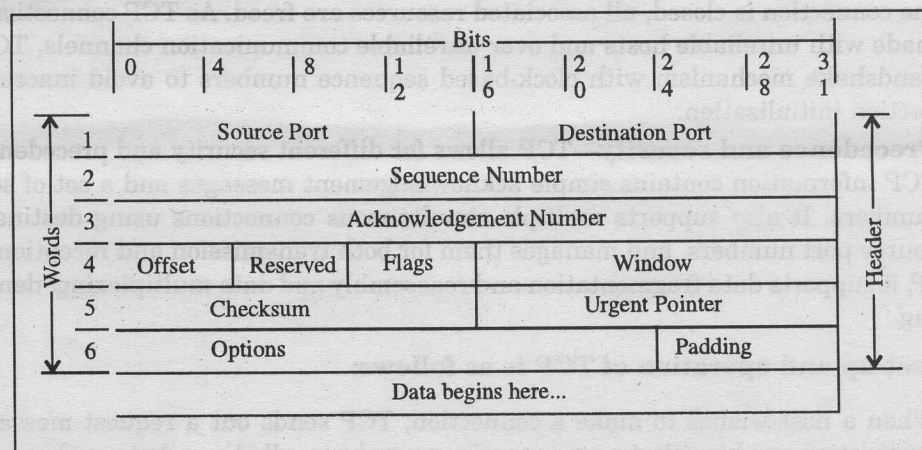 Bits
0 4 8 1 1 2 2 2 3
2 6 0 4 8 1
Words
Header
1 Source Port Destination Port
2 Sequence Number
3 Acknowledgement Number
4 Offset Reserved Flags Window
5 Checksum Urgent Pointer
6 Options Padding
Data begins here...